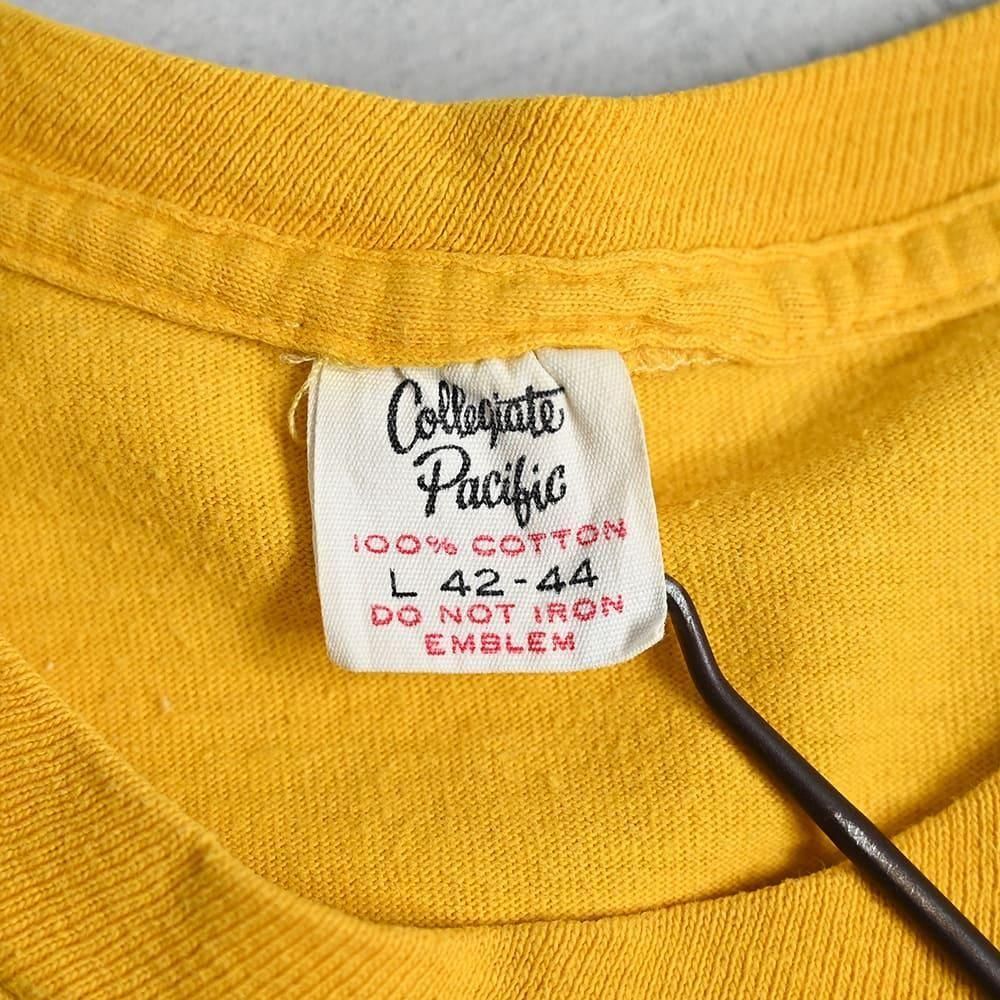 Collegiate
Pacific
100% COTTON
L 42-44
DO NOT IRON
EMBLEM